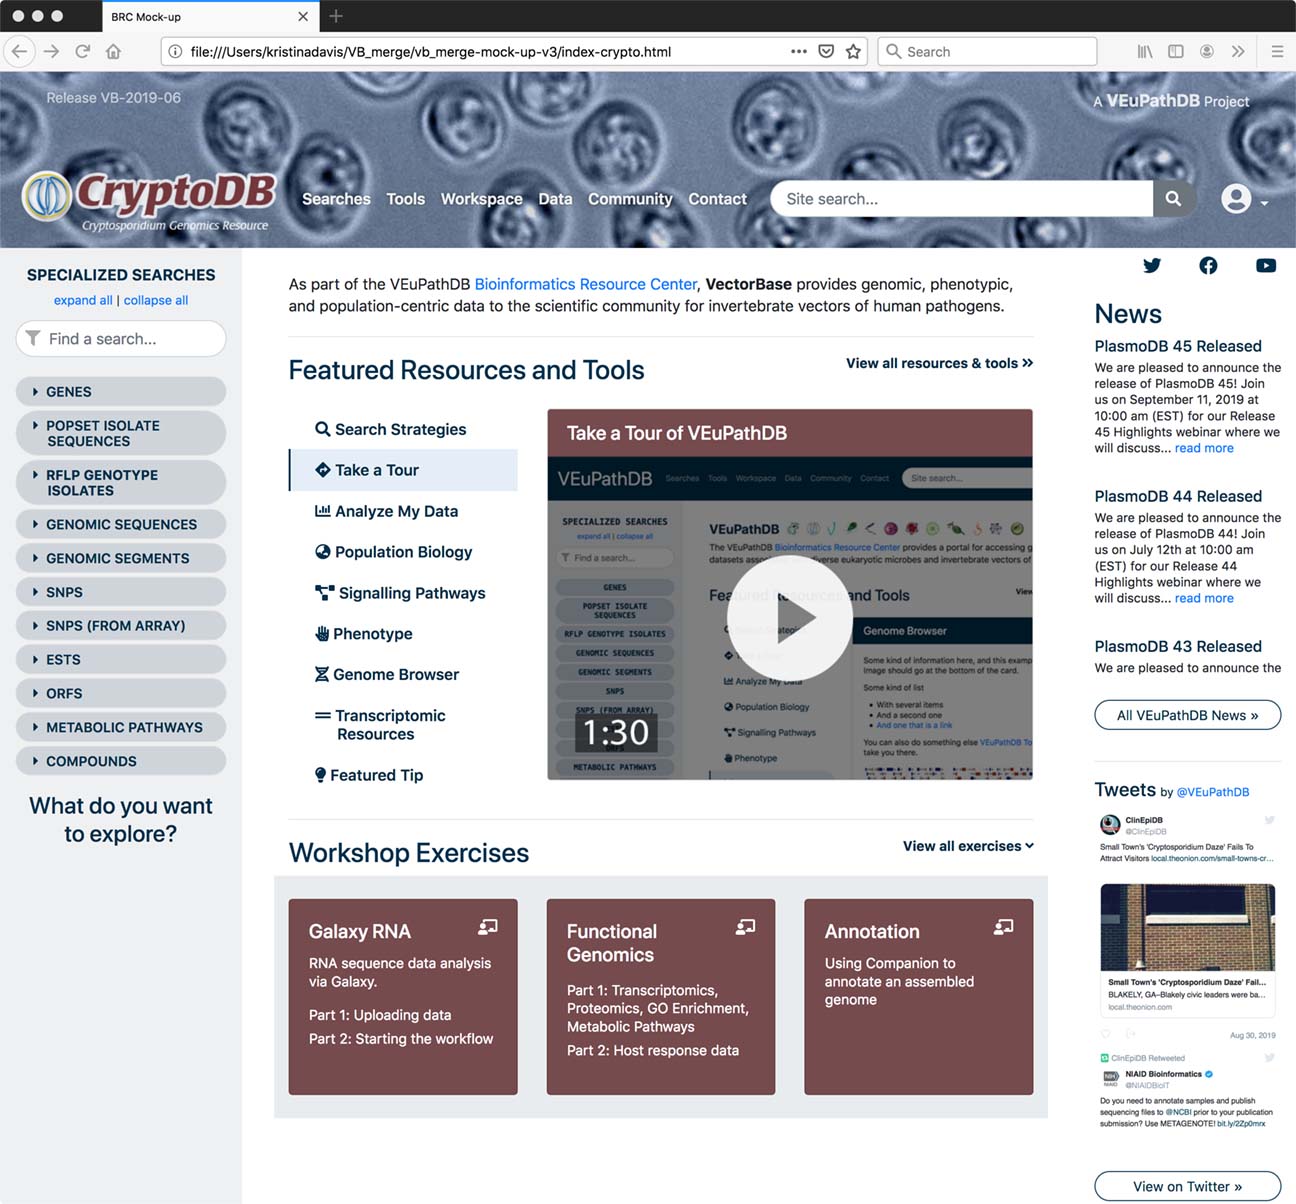 BRC Mock-up
file:///Users/kristinadavis/VB_merge/vb_merge-mock-up-v3/index-crypto.html
Search
Release VB-2019-06
A VEuPathDB Project
CryptoDB
Cryptosporidium Genomics Resource
Searches Tools Workspace Data Community Contact
Site search...
SPECIALIZED SEARCHES
expand all | collapse all
Find a search...
GENES
POPSET ISOLATE
SEQUENCES
RFLP GENOTYPE
ISOLATES
GENOMIC SEQUENCES
GENOMIC SEGMENTS
SNPS
SNPS (FROM ARRAY)
ESTS
ORFS
METABOLIC PATHWAYS
COMPOUNDS
What do you want
to explore?
As part of the VEuPathDB Bioinformatics Resource Center, VectorBase provides genomic, phenotypic,
and population-centric data to the scientific community for invertebrate vectors of human pathogens.
Featured Resources and Tools
View all resources & tools »
Search Strategies
Take a Tour
Analyze My Data
Population Biology
Signalling Pathways
Phenotype
Genome Browser
Transcriptomic
Resources
Featured Tip
Take a Tour of VEuPathDB
VEuPathDB
Searches Tools Workspace Data Community Contact
Site search...
SPECIALIZED SEARCHES
expand all | collapse all
Find a search...
GENES
POPSET ISOLATE
SEQUENCES
RFLP GENOTYPE ISOLATES
GENOMIC SEQUENCES
GENOMIC SEGMENTS
SNPS
SNPS (FROM ARRAY)
ORFS
METABOLIC PATHWAYS
1:30
VEuPathDB
The VEuPathDB Bioinformatics Resource Center provides a portal for accessing g
datasets verse eukaryotic microbes and invertebrate vectors of
and Tools
View
Analyze My Data
Population Biology
Signalling Pathways
Phenotype
Genome Browser
Some kind of information here, and this examp
image should go at the bottom of the card.
Some kind of list
• With several items
• And a second one
• And one that is a link
You can also do something else VEuPathDB To
take you there.
Workshop Exercises
View all exercises
Galaxy RNA
RNA sequence data analysis
via Galaxy.
Part 1: Uploading data
Part 2: Starting the workflow
Functional
Genomics
Part 1: Transcriptomics,
Proteomics, GO Enrichment,
Metabolic Pathways
Part 2: Host response data
Annotation
Using Companion to
annotate an assembled
genome
News
PlasmoDB 45 Released
We are pleased to announce the
release of PlasmoDB 45! Join
us on September 11, 2019 at
10:00 am (EST) for our Release
45 Highlights webinar where we
will discuss... read more
PlasmoDB 44 Released
We are pleased to announce the
release of PlasmoDB 44! Join
us on July 12th at 10:00 am
(EST) for our Release 44
Highlights webinar where we
will discuss... read more
PlasmoDB 43 Released
We are pleased to announce the
All VEuPathDB News »
Tweets by @VEuPathDB
ClinEpiDB
@ClinEpiDB
Small Town's 'Cryptosporidium Daze' Fails To
Attract Visitors local.theonion.com/small-towns-cr...
Small Town's 'Cryptosporidium Daze' Fail...
BLAKELY, GA–Blakely civic leaders were ba...
local.theonion.com
Aug 30, 2019
ClinEpiDB Retweeted
NIH
NIAID
NIAID Bioinformatics
@NIAIDBioIT
Do you need to annotate samples and publish
sequencing files to @NCBI prior to your publication
submission? Use METAGENOTE! bit.ly/2Zp0mrx
View on Twitter »